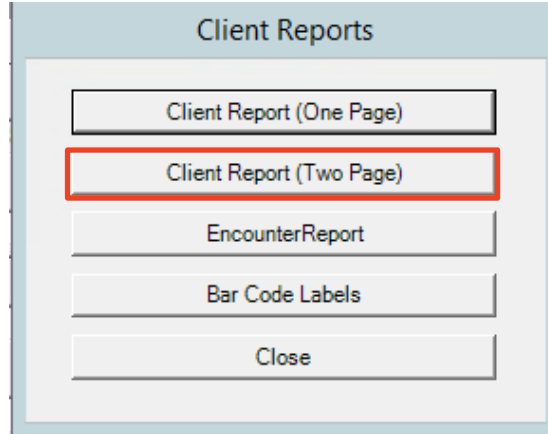 Client Reports
Client Report (One Page)
Client Report (Two Page)
EncounterReport
Bar Code Labels
Close